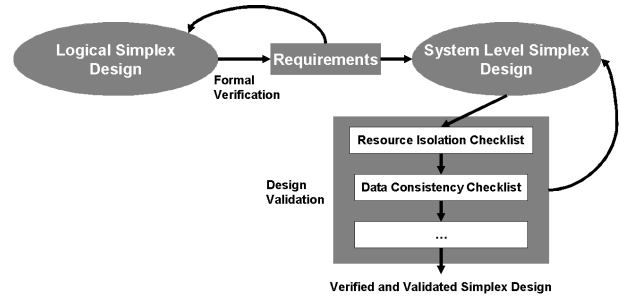 Logical Simplex
Design
Formal
Verification
Requirements
System Level Simplex
Design
Design
Validation
Resource Isolation Checklist
Data Consistency Checklist
...
Verified and Validated Simplex Design